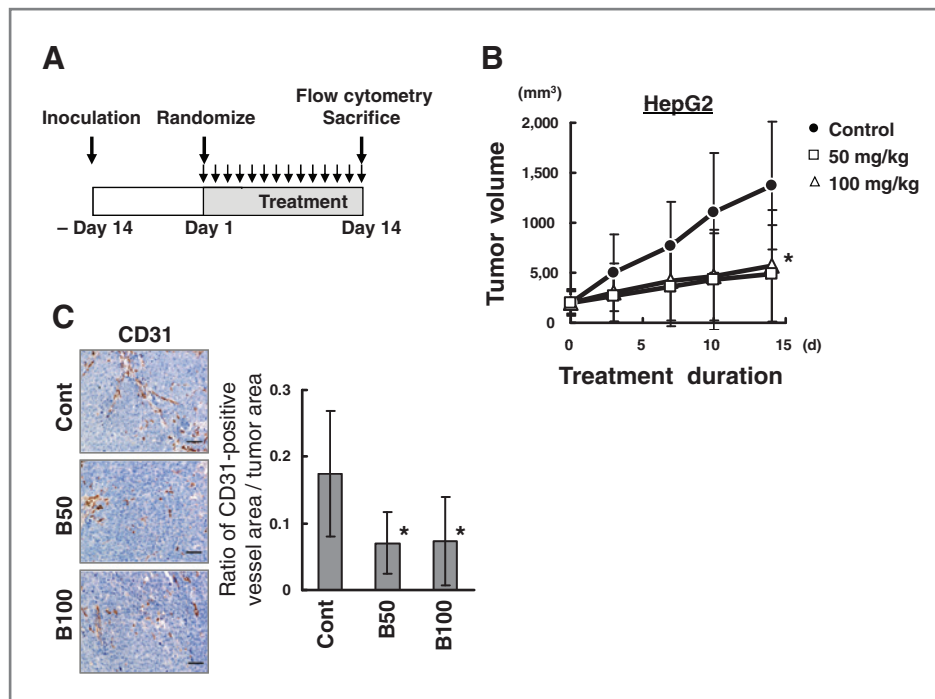 A
Flow cytometry
Inoculation Randomize Sacrifice
Treatment
– Day 14 Day 1 Day 14
B
(mm³)
HepG2
Tumor volume
2,000
1,500
1000
5,00
0
0 5 10 15 (d)
Treatment duration
Control
50 mg/kg
100 mg/kg
*
C
CD31
Cont
B50
B100
Ratio of CD31-positive
vessel area / tumor area
0.3
0.2
0.1
0
* *
Cont B50 B100